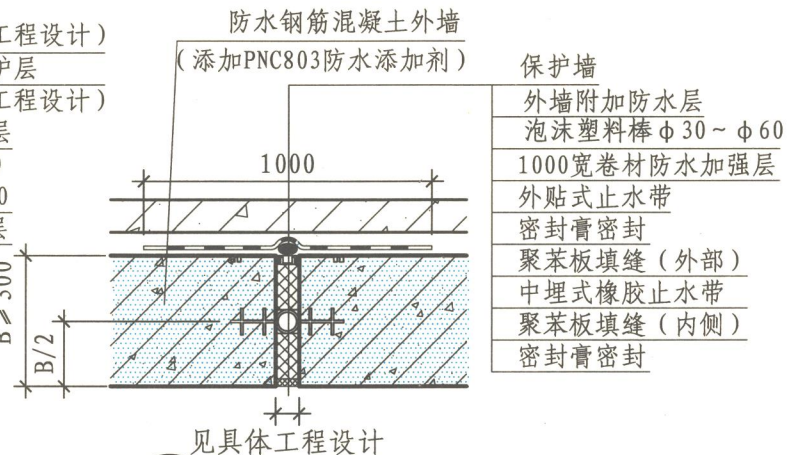 工程设计）
护层
工程设计）
层
0
层
防水钢筋混凝土外墙
（添加PNC803防水添加剂）
1000
保护墙
外墙附加防水层
泡沫塑料棒ф30～ф60
1000宽卷材防水加强层
外贴式止水带
密封膏密封
聚苯板填缝（外部）
中埋式橡胶止水带
聚苯板填缝（内侧）
密封膏密封
B≥300
B/2
见具体工程设计